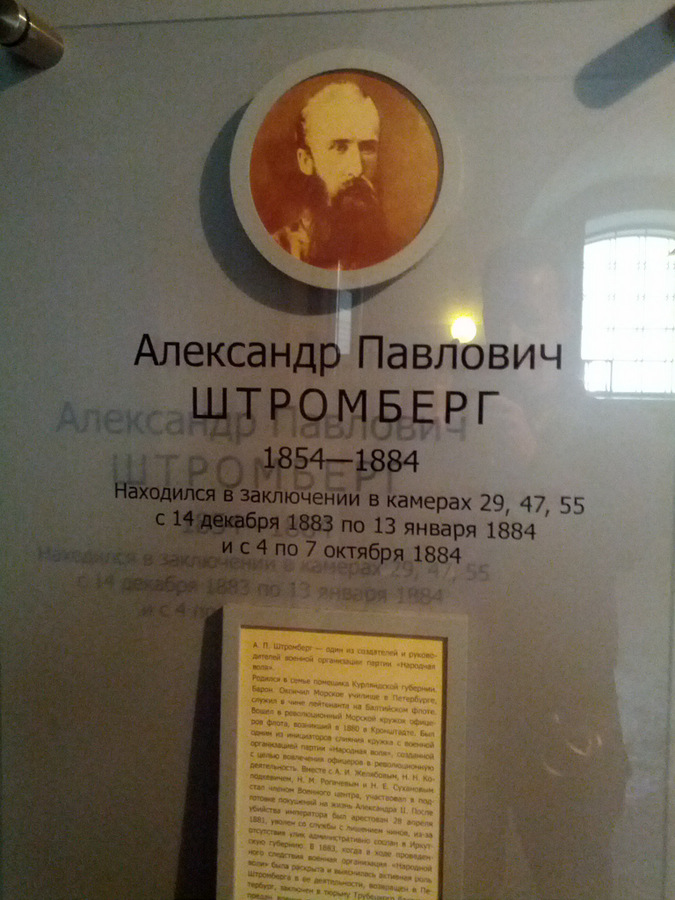 Александр Павлович
ШТРОМБЕРГ
1854—1884
Находился в заключении в камерах 29, 47, 55
с 14 декабря 1883 по 13 января 1884
и с 4 по 7 октября 1884
А. П. Штромберг — один из создателей и руково-
дителей военной организации партии «Народная
воля».
Родился в семье помещика Курляндской губернии.
Барон. Окончил Морское училище в Петербурге,
служил в чине лейтенанта на Балтийском флоте.
Вошел в революционный Морской кружок офице-
ров флота, возникший в 1880 в Кронштадте. Был
одним из инициаторов слияния кружка с военной
организацией партии «Народная воля», созданной
с целью вовлечения офицеров в революционную
деятельность. Вместе с А. И. Желябовым, Н. Н. Ко-
лодкевичем, Н. М. Рогачевым и Н. Е. Сухановым
стал членом Военного центра, участвовал в под-
готовке покушений на жизнь Александра II. После
убийства императора был арестован 28 апреля
1881, уволен со службы с лишением чинов, из-за
отсутствия улик административно сослан в Иркут-
скую губернию. В 1883, когда в ходе проведен-
ного следствия военная организация «Народной
воли» была раскрыта и выяснилась активная роль
Штромберга в ее деятельности, возвращен в Пе-
тербург, заключен в тюрьму Трубецкого
предан